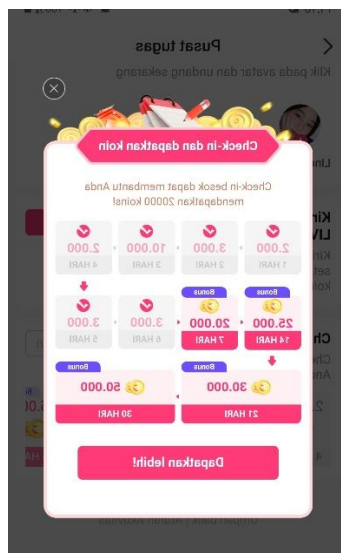 Pusat tugas
Klik pada avatar dan undang sekarang
Check-in dan dapatkan koin
Check-in besok dapat membantu Anda
mendapatkan 20000 koins!
2.000 3.000 10.000 2.000
1 HARI 2 HARI 3 HARI 4 HARI
Bonus Bonus
25.000 20.000 3.000 3.000
14 HARI 7 HARI 6 HARI 5 HARI
Bonus Bonus
30.000 50.000
21 HARI 30 HARI
Dapatkan lebih!